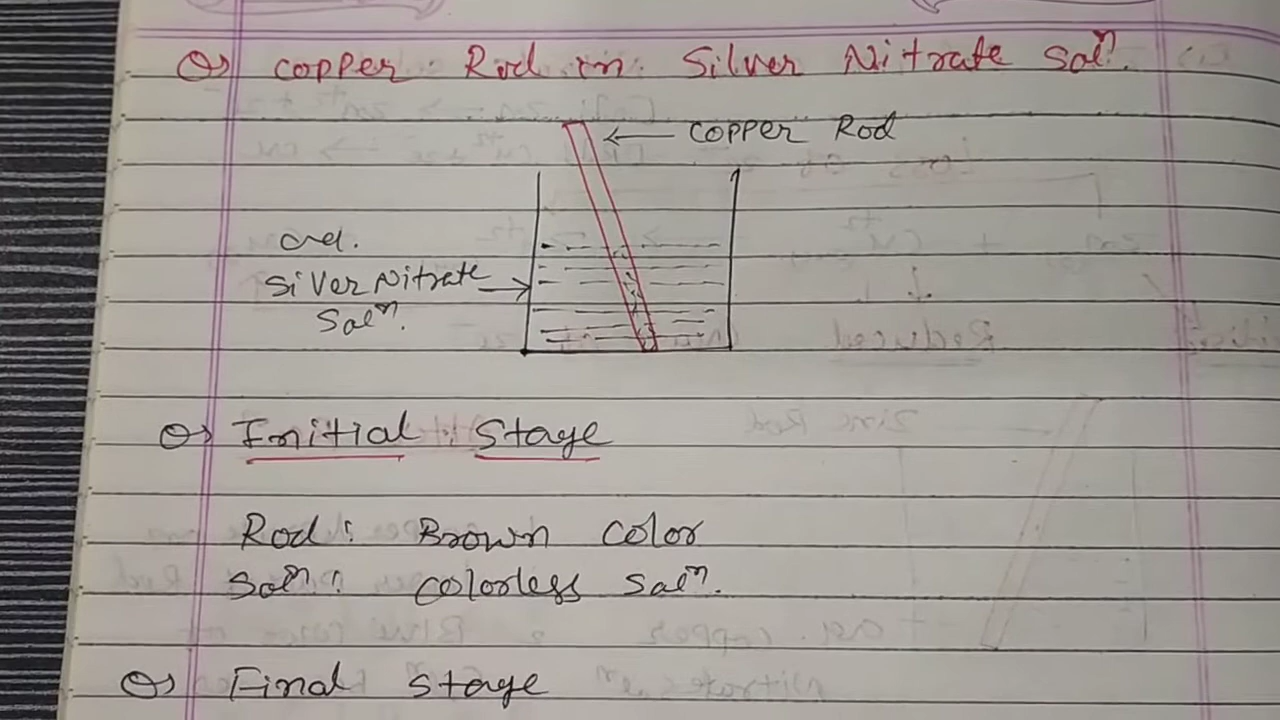 Copper Rod in Silver Nitrate Solⁿ.
Copper Rod
aq.
Silver Nitrate
Solⁿ.
Initial Stage
Rod: Brown Color
Solⁿ: Colorless Solⁿ.
Final Stage